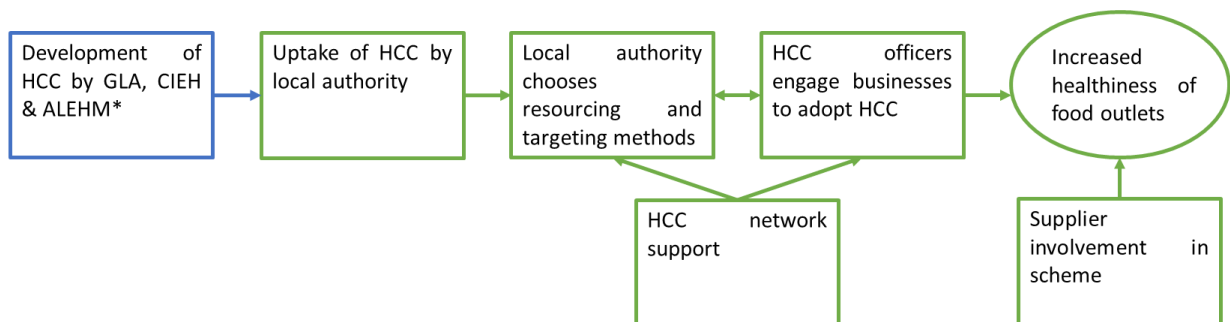 Development of
HCC by GLA, CIEH
& ALEHM*
Uptake of HCC by
local authority
Local authority
chooses
resourcing and
targeting methods
HCC officers
engage businesses
to adopt HCC
Increased
healthiness of
food outlets
HCC network
support
Supplier
involvement in
scheme